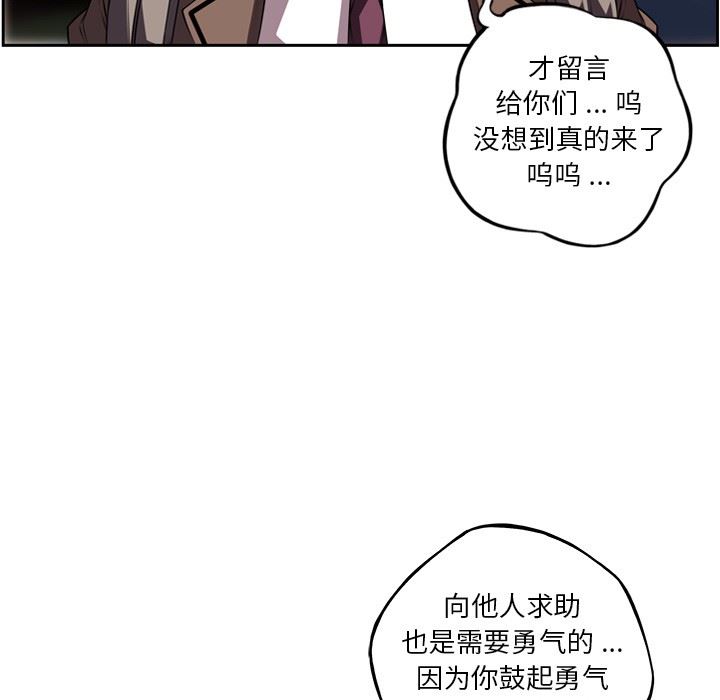 才留言
给你们 ... 呜
没想到真的来了
呜呜 ...
向他人求助
也是需要勇气的 ...
因为你鼓起勇气